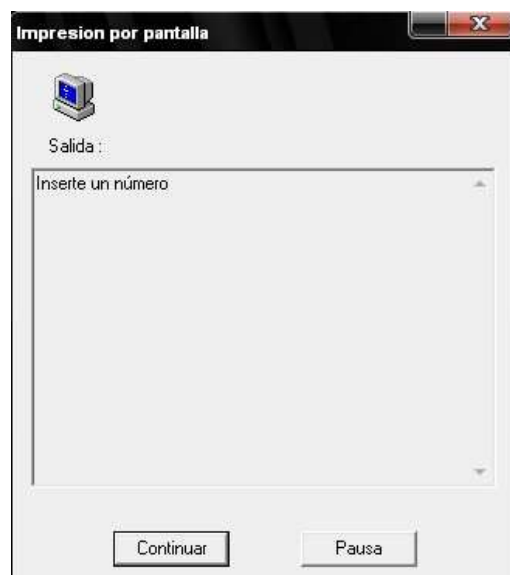 Impresion por pantalla
Salida :
Inserte un número
Continuar
Pausa